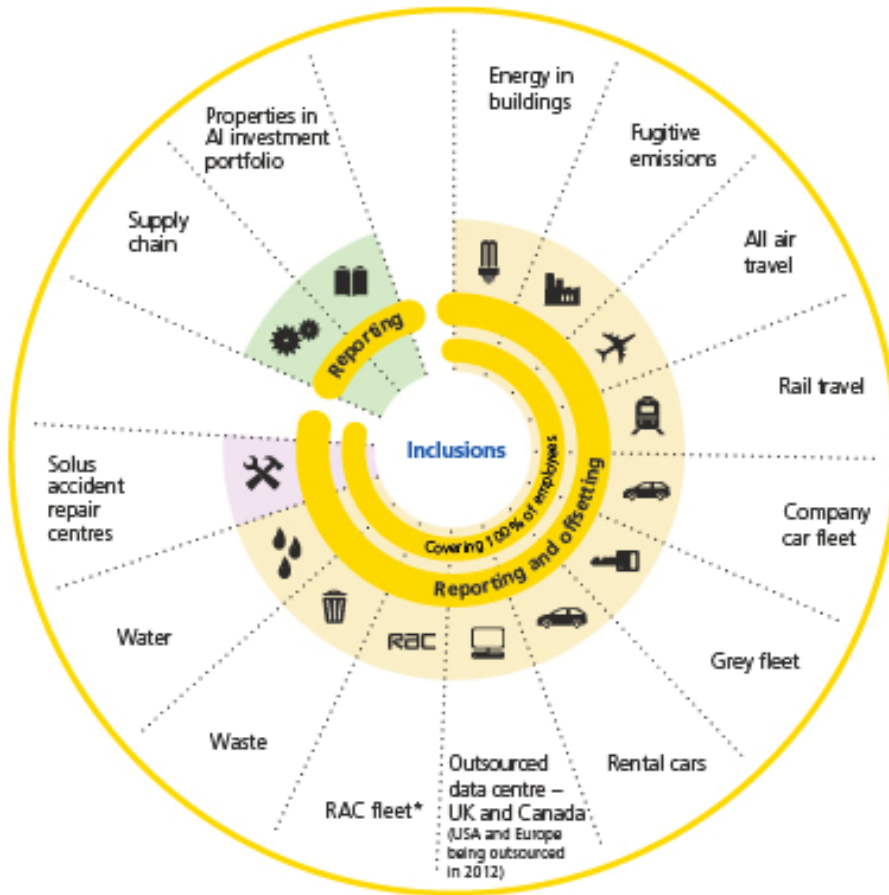 Energy in
buildings
Fugitive
emissions
All air
travel
Rail travel
Company
car fleet
Grey fleet
Rental cars
Outsourced
data centre –
UK and Canada
(USA and Europe
being outsourced
in 2012)
RAC fleet*
Waste
Water
Solus
accident
repair
centres
Supply
chain
Properties in
AI investment
portfolio
Reporting
Reporting and offsetting
Covering 100% of employees
Inclusions
RAC